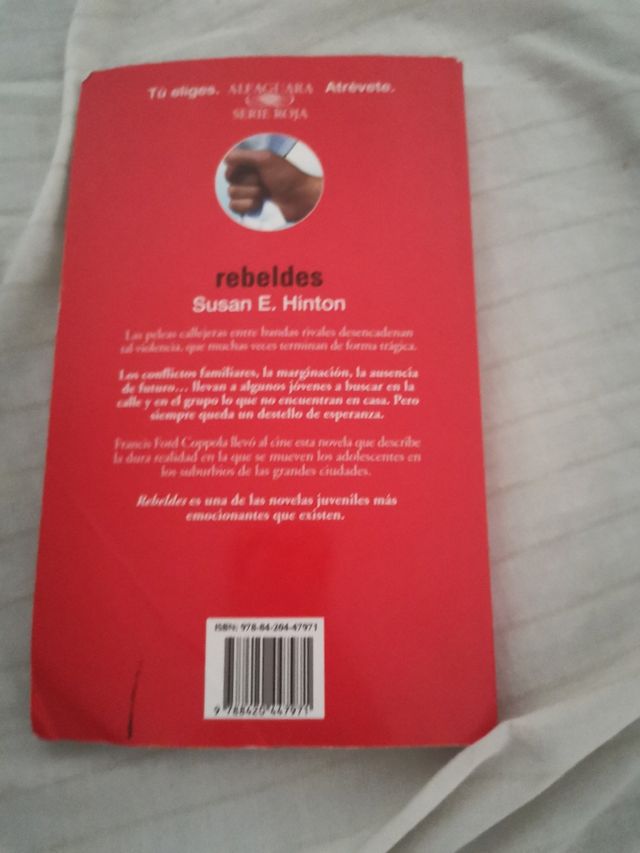 Tú eliges. ALFAGUARA Atrévete.
SERIE ROJA
rebeldes
Susan E. Hinton
Las peleas callejeras entre bandas rivales desencadenan
tal violencia, que muchas veces terminan de forma trágica.
Los conflictos familiares, la marginación, la ausencia
de futuro... llevan a algunos jóvenes a buscar en la
calle y en el grupo lo que no encuentran en casa. Pero
siempre queda un destello de esperanza.
Francis Ford Coppola llevó al cine esta novela que describe
la dura realidad en la que se mueven los adolescentes en
los suburbios de las grandes ciudades.
Rebeldes es una de las novelas juveniles más
emocionantes que existen.
ISBN: 978-84-204-47971
9 788420 447971